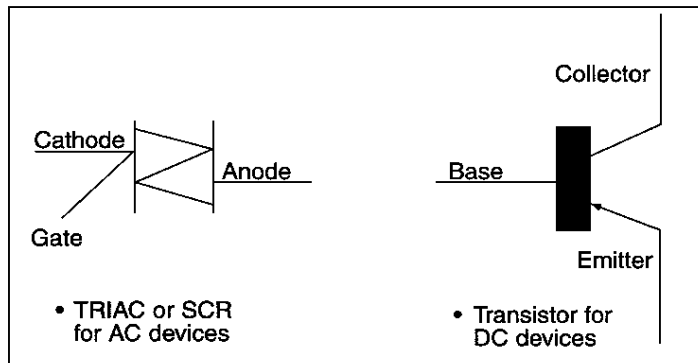 Cathode
Anode
Gate
• TRIAC or SCR
for AC devices
Collector
Base
Emitter
• Transistor for
DC devices